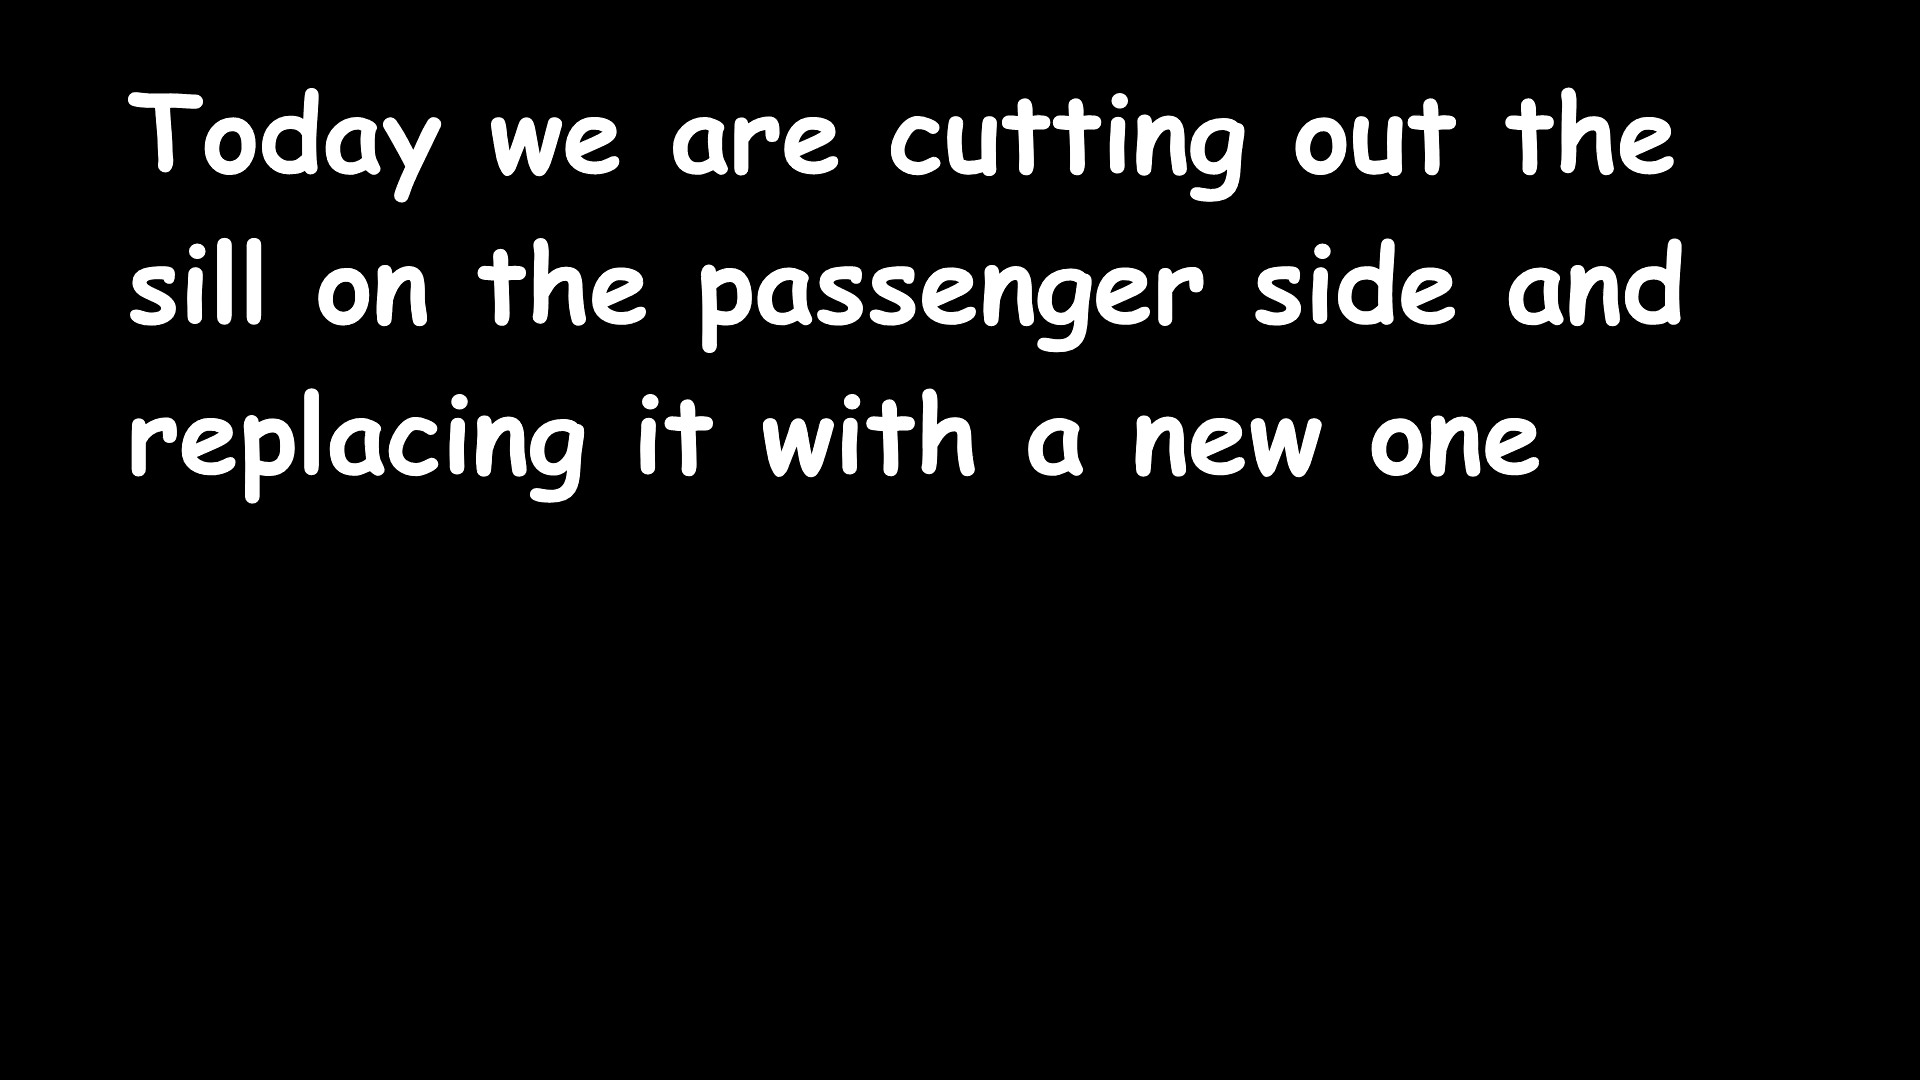 Today we are cutting out the
sill on the passenger side and
replacing it with a new one